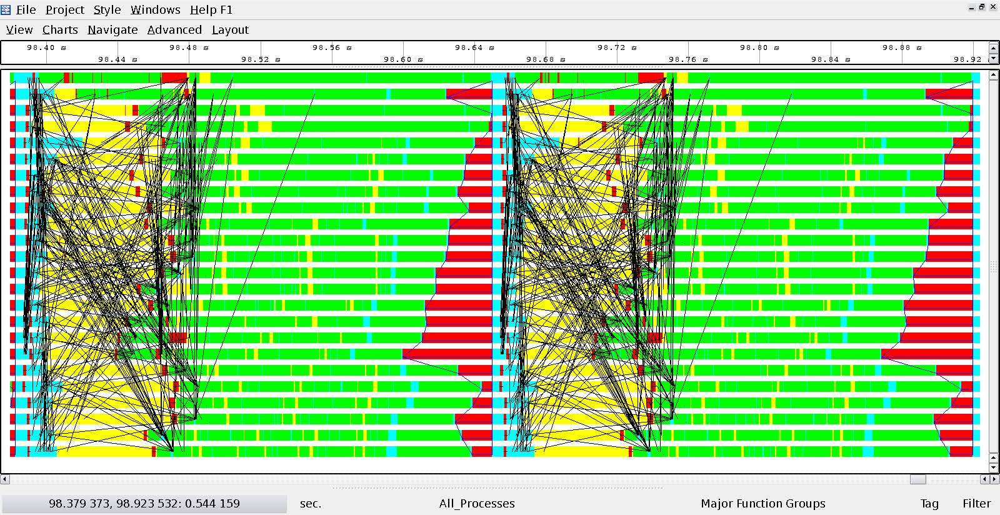 File Project Style Windows Help F1
View Charts Navigate Advanced Layout
98.40 s 98.48 s 98.56 s 98.64 s 98.72 s 98.80 s 98.88 s
98.44 s 98.52 s 98.60 s 98.68 s 98.76 s 98.84 s 98.92
98.379 373, 98.923 532: 0.544 159 sec. All_Processes Major Function Groups Tag Filter